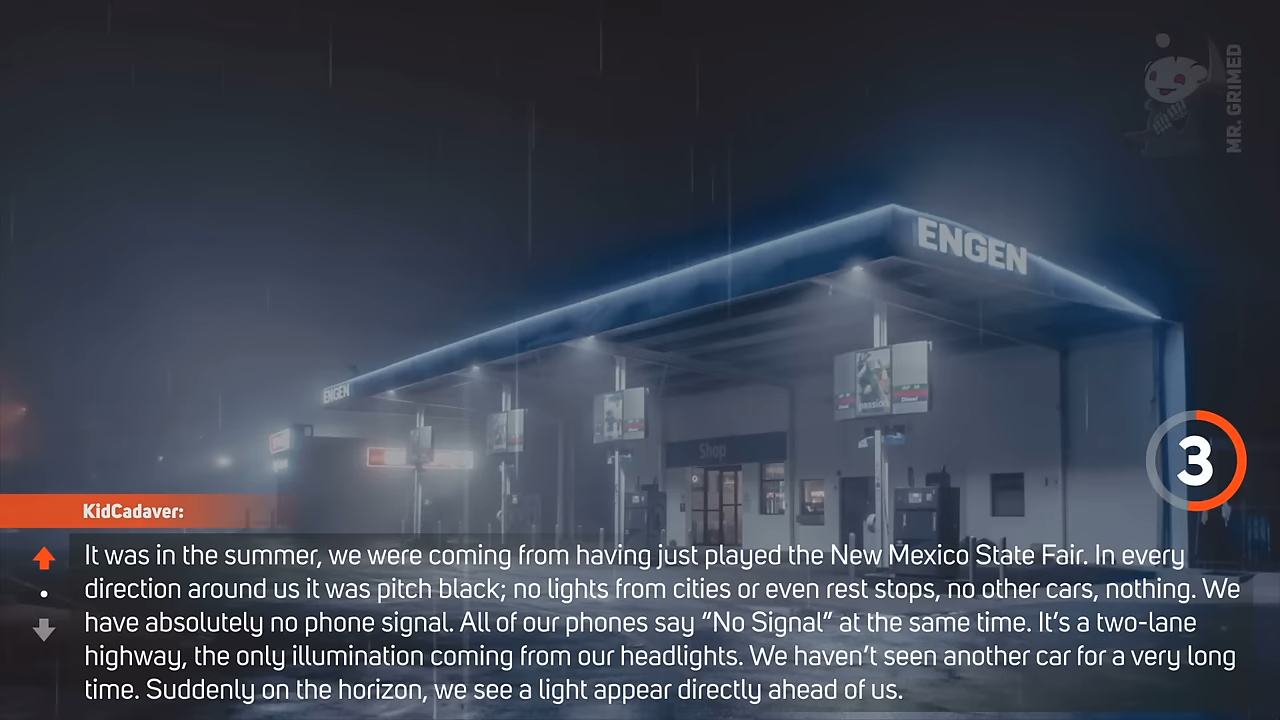 MR. GRIMED
ENGEN
ENGEN
passion
Shop
3
KidCadaver:
It was in the summer, we were coming from having just played the New Mexico State Fair. In every
direction around us it was pitch black; no lights from cities or even rest stops, no other cars, nothing. We
have absolutely no phone signal. All of our phones say “No Signal” at the same time. It’s a two-lane
highway, the only illumination coming from our headlights. We haven’t seen another car for a very long
time. Suddenly on the horizon, we see a light appear directly ahead of us.